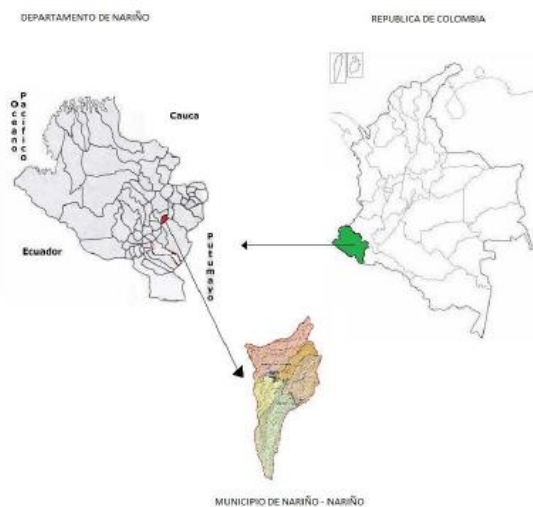 DEPARTAMENTO DE NARIÑO
REPUBLICA DE COLOMBIA
Oceano
Pacifico
Cauca
Ecuador
Putumayo
MUNICIPIO DE NARIÑO - NARIÑO